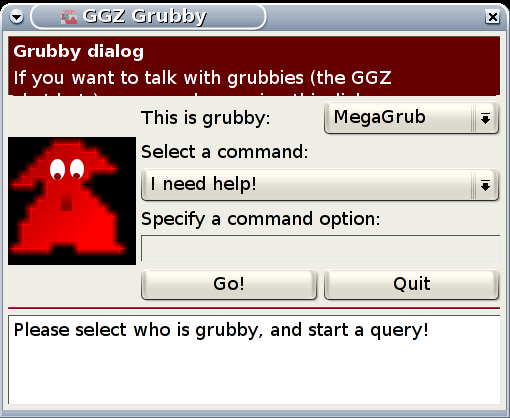 GGZ Grubby
Grubby dialog
If you want to talk with grubbies (the GGZ
This is grubby:
MegaGrub
Select a command:
I need help!
Specify a command option:
Go!
Quit
Please select who is grubby, and start a query!